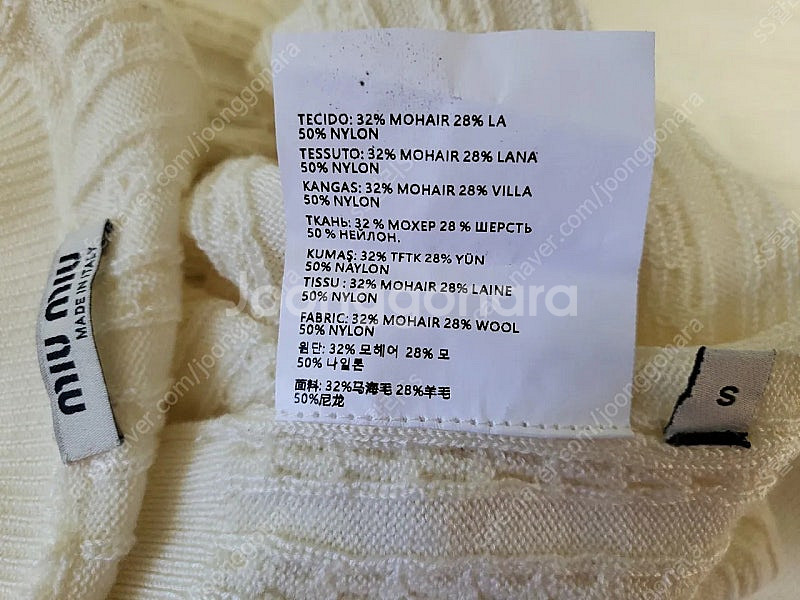 TECIDO: 32% MOHAIR 28% LA
50% NYLON
TESSUTO: 32% MOHAIR 28% LANA
50% NYLON
KANGAS: 32% MOHAIR 28% VILLA
50% NYLON
ТКАНЬ: 32 % МОХЕР 28 % ШЕРСТЬ
50 % НЕЙЛОН.
KUMAŞ: 32% TFTK 28% YÜN
50% NAYLON
TISSU : 32% MOHAIR 28% LAINE
50% NYLON
FABRIC: 32% MOHAIR 28% WOOL
50% NYLON
원단: 32% 모헤어 28% 모
50% 나일론
面料: 32%马海毛 28%羊毛
50%尼龙
miu miu
MADE IN ITALY
S
Joonggonara